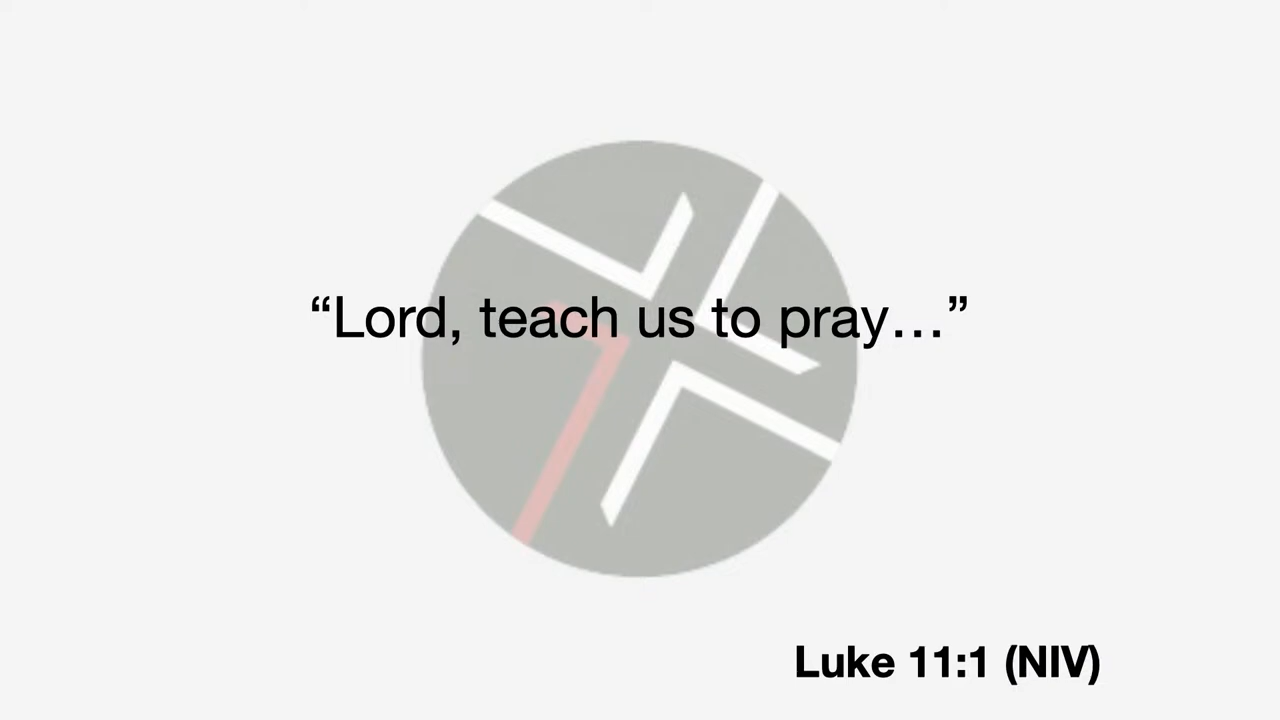 “Lord, teach us to pray…”
Luke 11:1 (NIV)